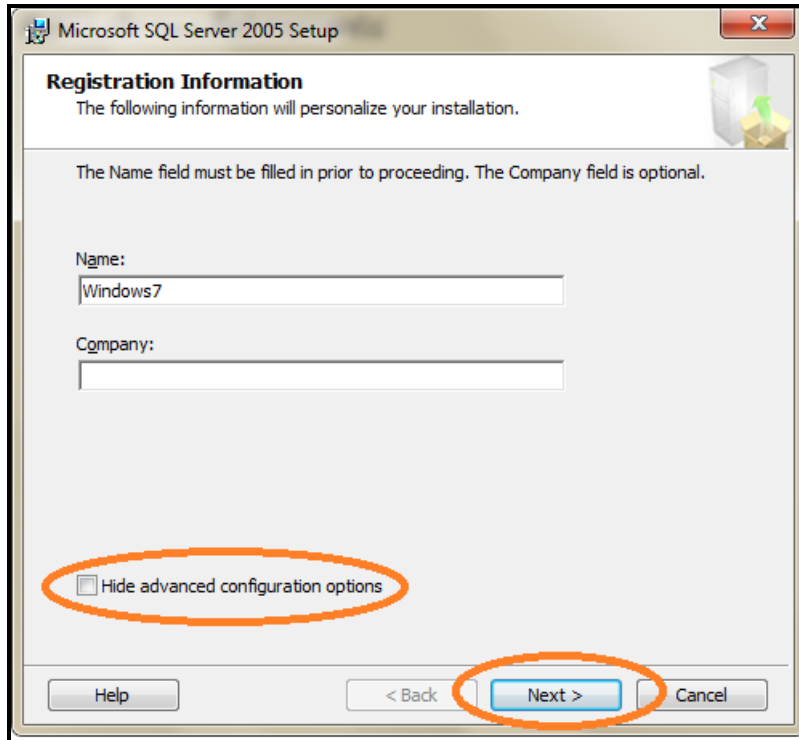 Microsoft SQL Server 2005 Setup
Registration Information
The following information will personalize your installation.
The Name field must be filled in prior to proceeding. The Company field is optional.
Name:
Windows7
Company:
Hide advanced configuration options
Help
< Back
Next >
Cancel